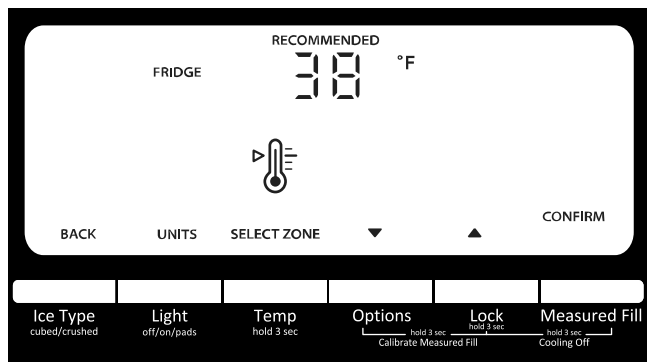 RECOMMENDED
FRIDGE 38 °F
CONFIRM
BACK UNITS SELECT ZONE
Ice Type Light Temp Options Lock Measured Fill
cubed/crushed off/on/pads hold 3 sec hold 3 sec hold 3 sec hold 3 sec
Calibrate Measured Fill Cooling Off